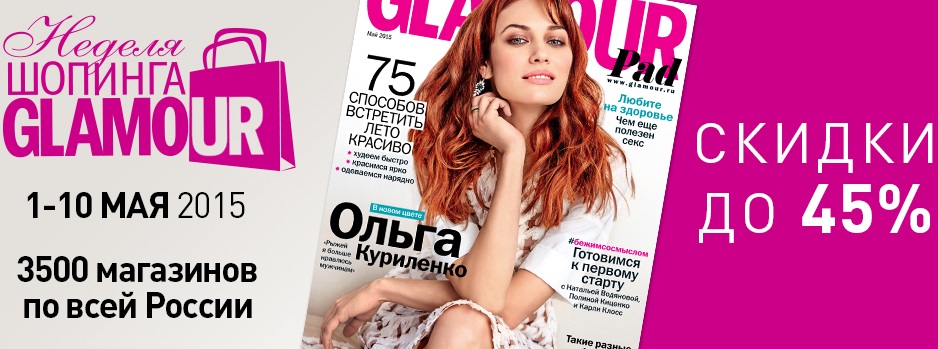 Неделя
ШОПИНГА
GLAMOUR
1-10 МАЯ 2015
3500 магазинов
по всей России
GLAMOUR
Май 2015
Pad
www.glamour.ru
75
СПОСОБОВ
ВСТРЕТИТЬ
ЛЕТО
КРАСИВО
• худеем быстро
• красимся ярко
• одеваемся нарядно
Любите
на здоровье
Чем еще
полезен
секс
В новом цвете
Ольга
Куриленко
«Рыжей
я больше
нравлюсь
мужчинам»
#бежимсосмыслом
Готовимся
к первому
старту
с Натальей Водяновой,
Полиной Киценко
и Карли Клосс
Такие разные
СКИДКИ
ДО 45%